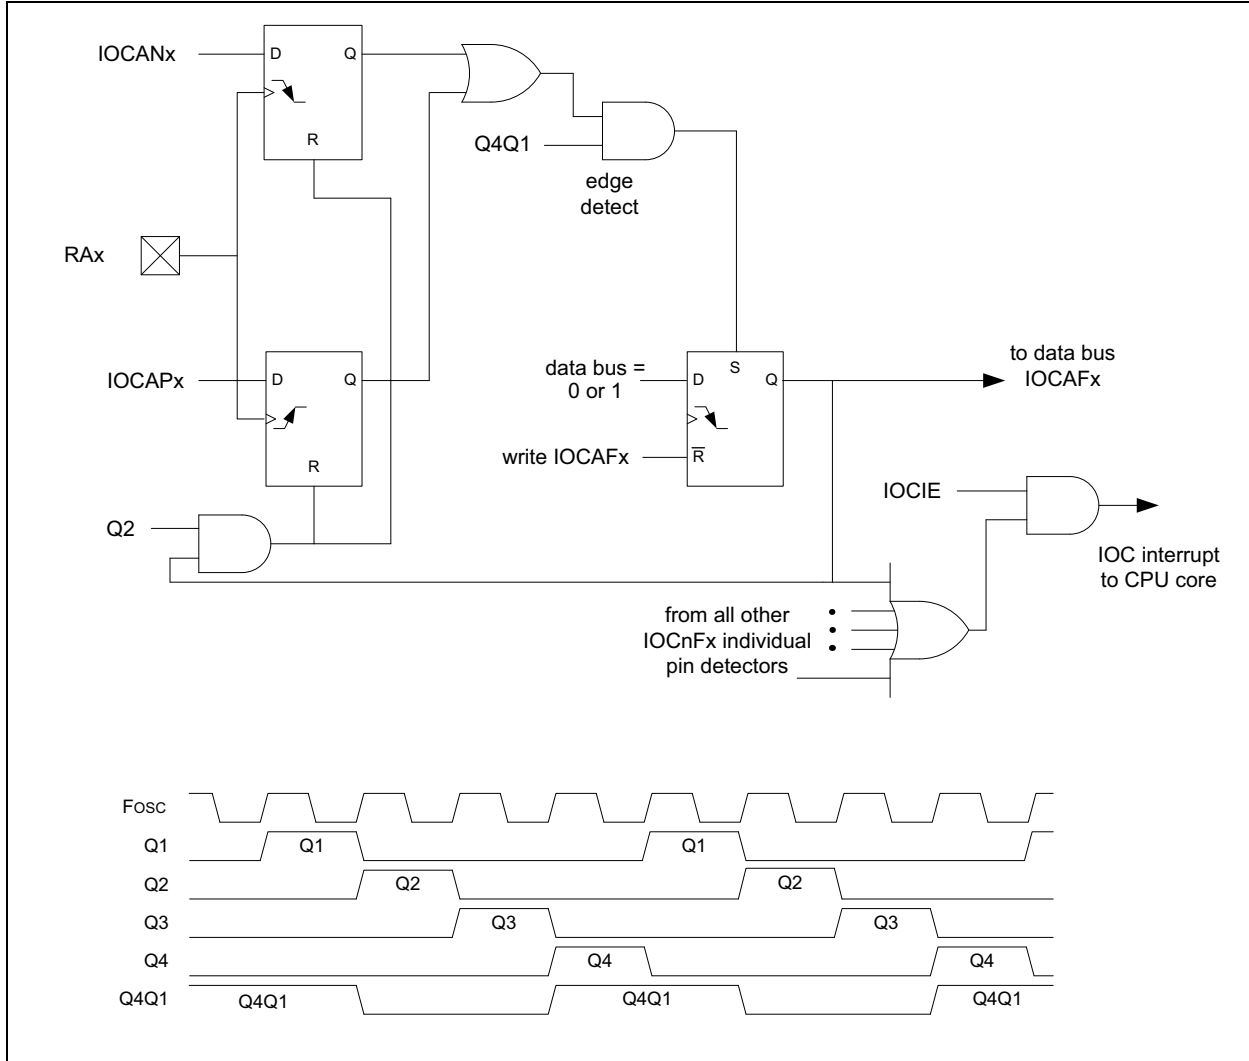 IOCANx
D
Q
R
Q4Q1
edge
detect
RAx
IOCAPx
D
Q
R
data bus =
0 or 1
D
S
Q
to data bus
IOCAFx
write IOCAFx
R̅
IOCIE
Q2
IOC interrupt
to CPU core
from all other
IOCnFx individual
pin detectors
FOSC
Q1
Q1
Q1
Q2
Q2
Q2
Q3
Q3
Q3
Q4
Q4
Q4
Q4Q1
Q4Q1
Q4Q1
Q4Q1